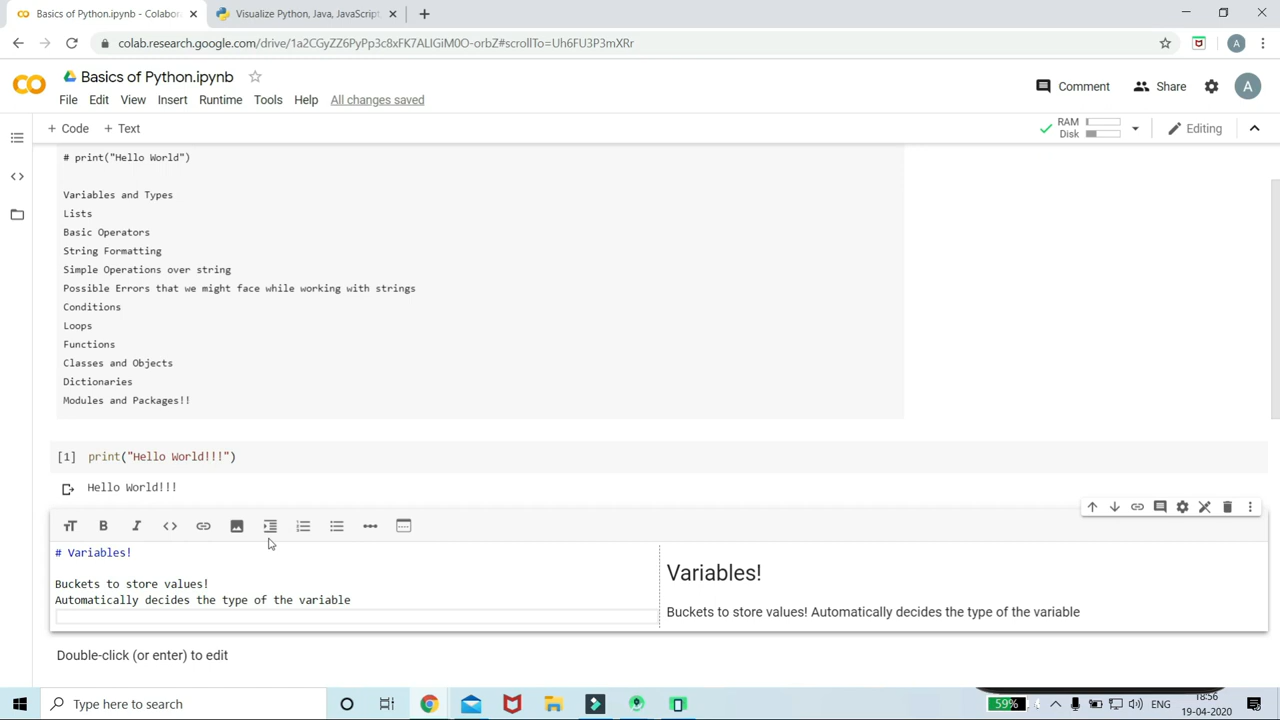 Basics of Python.ipynb - Colabora
Visualize Python, Java, JavaScript,
colab.research.google.com/drive/1a2CGyZZ6PyPp3c8xFK7ALIGiM0O-orbZ#scrollTo=Uh6FU3P3mXRr
A
Basics of Python.ipynb
Comment
Share
A
File Edit View Insert Runtime Tools Help All changes saved
+ Code + Text
RAM
Disk
Editing
# print("Hello World")
Variables and Types
Lists
Basic Operators
String Formatting
Simple Operations over string
Possible Errors that we might face while working with strings
Conditions
Loops
Functions
Classes and Objects
Dictionaries
Modules and Packages!!
[1] print("Hello World!!!")
Hello World!!!
# Variables!
Variables!
Buckets to store values!
Automatically decides the type of the variable
Buckets to store values! Automatically decides the type of the variable
Double-click (or enter) to edit
Type here to search
59%
ENG
18:56
19-04-2020